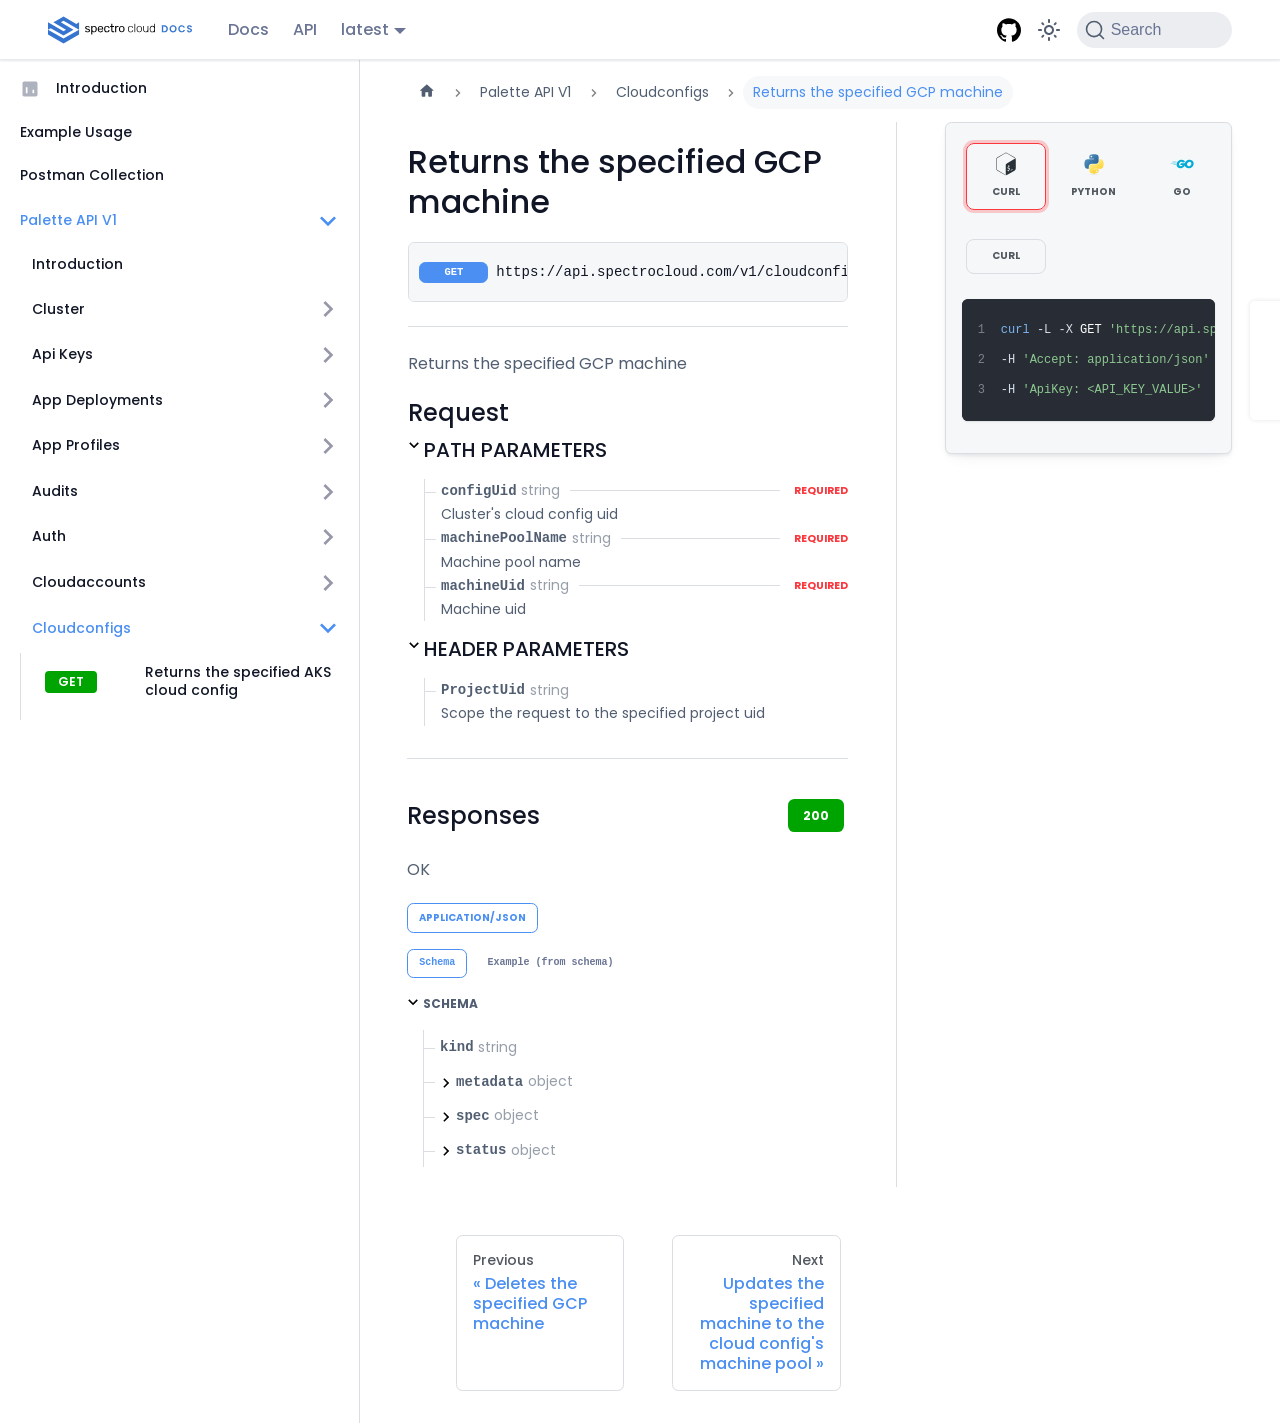 spectro cloud DOCS
Docs
API
latest
Search
Introduction
Example Usage
Postman Collection
Palette API V1
Introduction
Cluster
Api Keys
App Deployments
App Profiles
Audits
Auth
Cloudaccounts
Cloudconfigs
GET
Returns the specified AKS
cloud config
Palette API V1
Cloudconfigs
Returns the specified GCP machine
Returns the specified GCP
machine
GET https://api.spectrocloud.com/v1/cloudconfi
Returns the specified GCP machine
Request
PATH PARAMETERS
configUid string REQUIRED
Cluster's cloud config uid
machinePoolName string REQUIRED
Machine pool name
machineUid string REQUIRED
Machine uid
HEADER PARAMETERS
ProjectUid string
Scope the request to the specified project uid
Responses
200
OK
APPLICATION/JSON
Schema
Example (from schema)
SCHEMA
kind string
metadata object
spec object
status object
Previous
« Deletes the
specified GCP
machine
Next
Updates the
specified
machine to the
cloud config's
machine pool »
CURL
PYTHON
GO
CURL
1 curl -L -X GET 'https://api.sp
2 -H 'Accept: application/json'
3 -H 'ApiKey: <API_KEY_VALUE>'